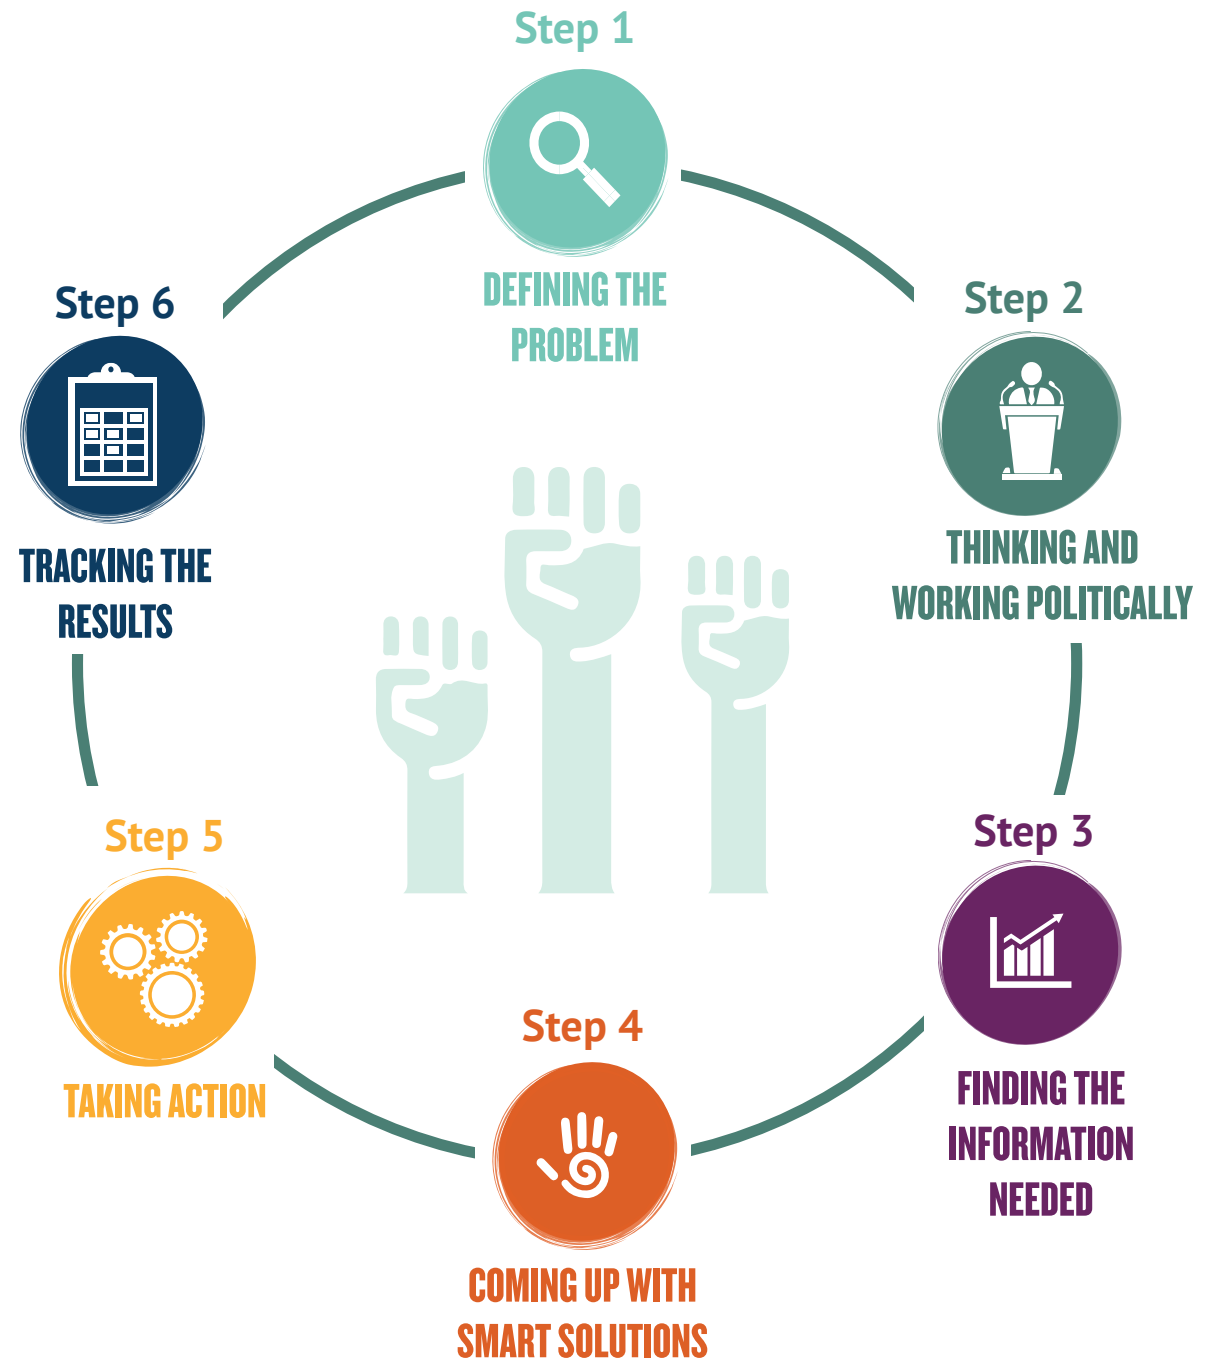 Step 1
DEFINING THE
PROBLEM
Step 2
THINKING AND
WORKING POLITICALLY
Step 3
FINDING THE
INFORMATION
NEEDED
Step 4
COMING UP WITH
SMART SOLUTIONS
Step 5
TAKING ACTION
Step 6
TRACKING THE
RESULTS